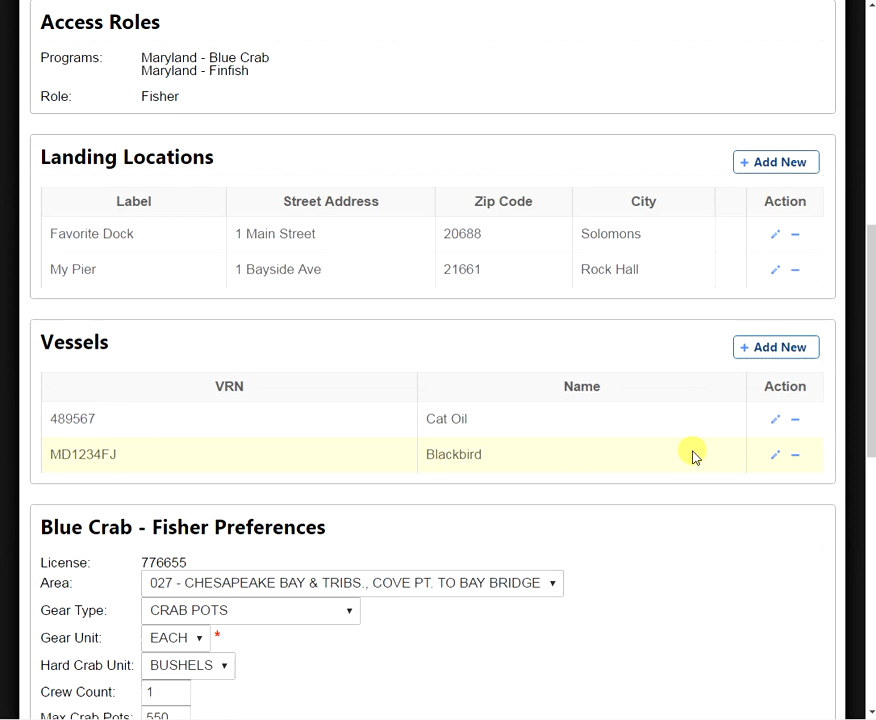 Access Roles
Programs: Maryland - Blue Crab
Maryland - Finfish
Role: Fisher
Landing Locations
+ Add New
Label Street Address Zip Code City Action
Favorite Dock 1 Main Street 20688 Solomons
My Pier 1 Bayside Ave 21661 Rock Hall
Vessels
+ Add New
VRN Name Action
489567 Cat Oil
MD1234FJ Blackbird
Blue Crab - Fisher Preferences
License: 776655
Area: 027 - CHESAPEAKE BAY & TRIBS., COVE PT. TO BAY BRIDGE
Gear Type: CRAB POTS
Gear Unit: EACH *
Hard Crab Unit: BUSHELS
Crew Count: 1
Max Crab Pots: 550